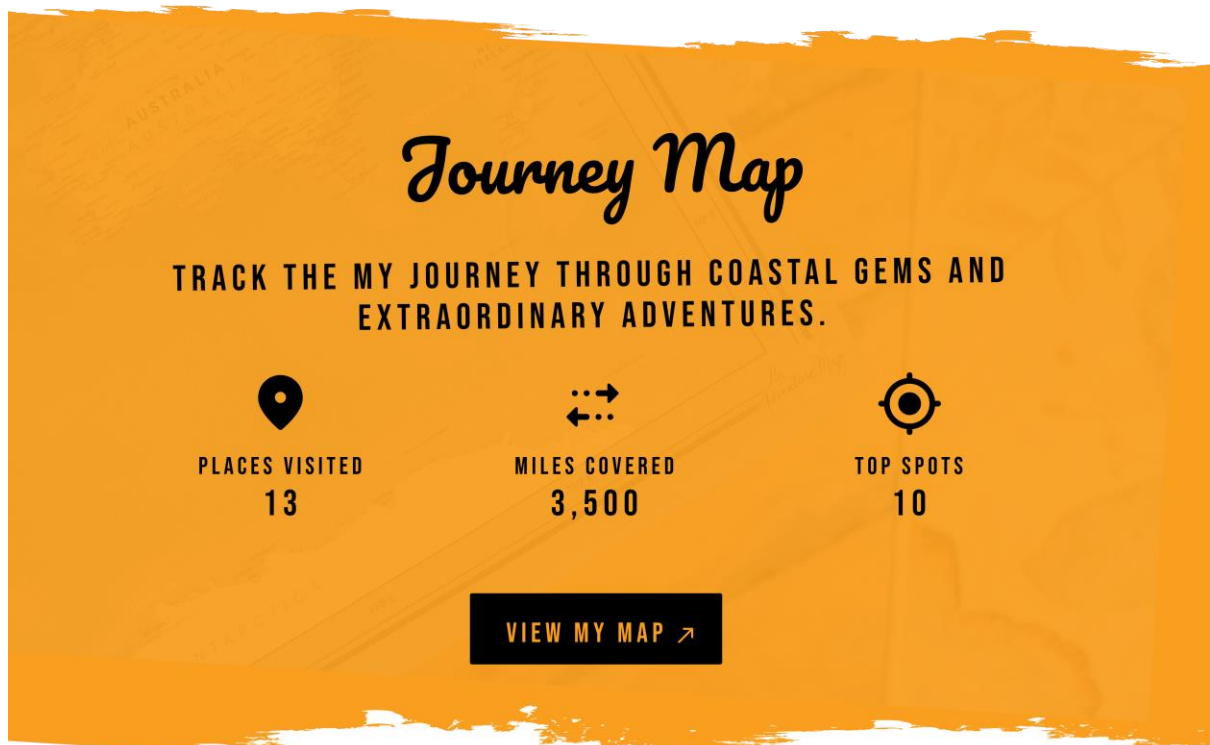 AUSTRALIA
Journey Map
TRACK THE MY JOURNEY THROUGH COASTAL GEMS AND
EXTRAORDINARY ADVENTURES.
PLACES VISITED
13
MILES COVERED
3,500
TOP SPOTS
10
VIEW MY MAP ↗